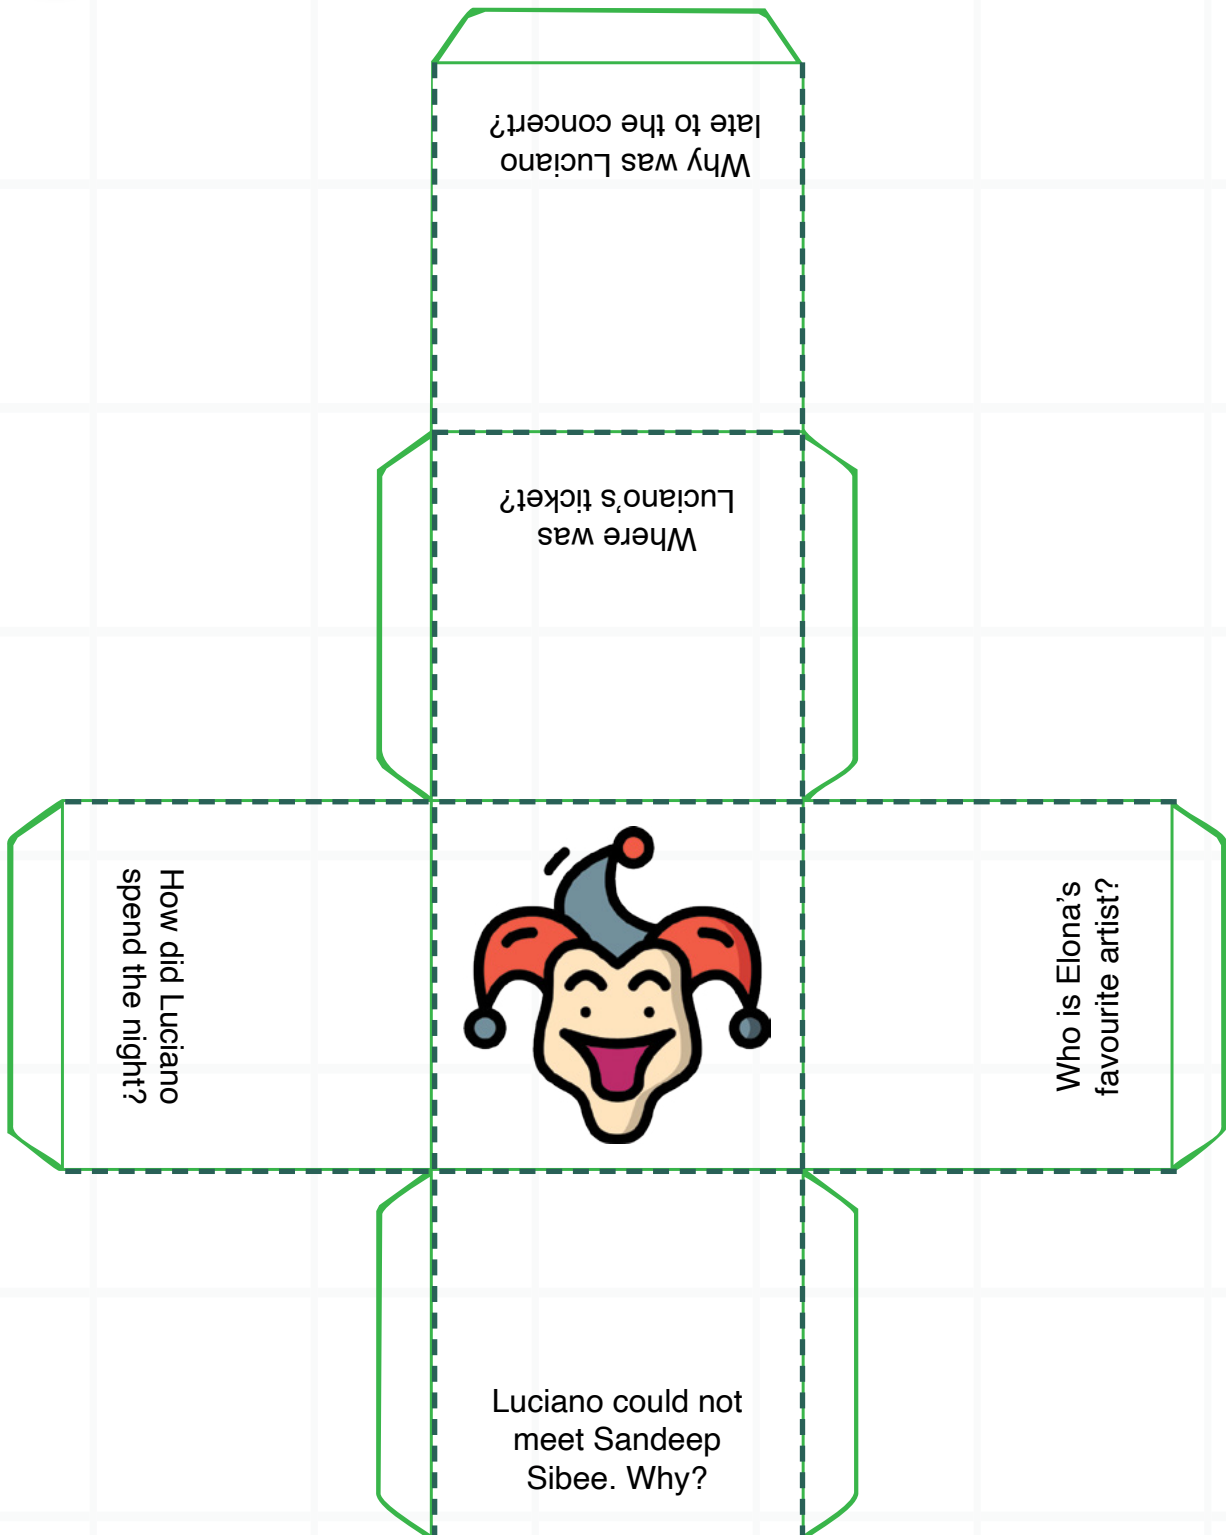 Why was Luciano
late to the concert?
Where was
Luciano’s ticket?
How did Luciano
spend the night?
Who is Elona’s
favourite artist?
Luciano could not
meet Sandeep
Sibee. Why?